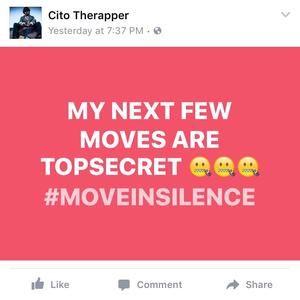 Cito Therapper
Yesterday at 7:37 PM ·
MY NEXT FEW
MOVES ARE
TOPSECRET 🤐🤐🤐
#MOVEINSILENCE
Like Comment Share